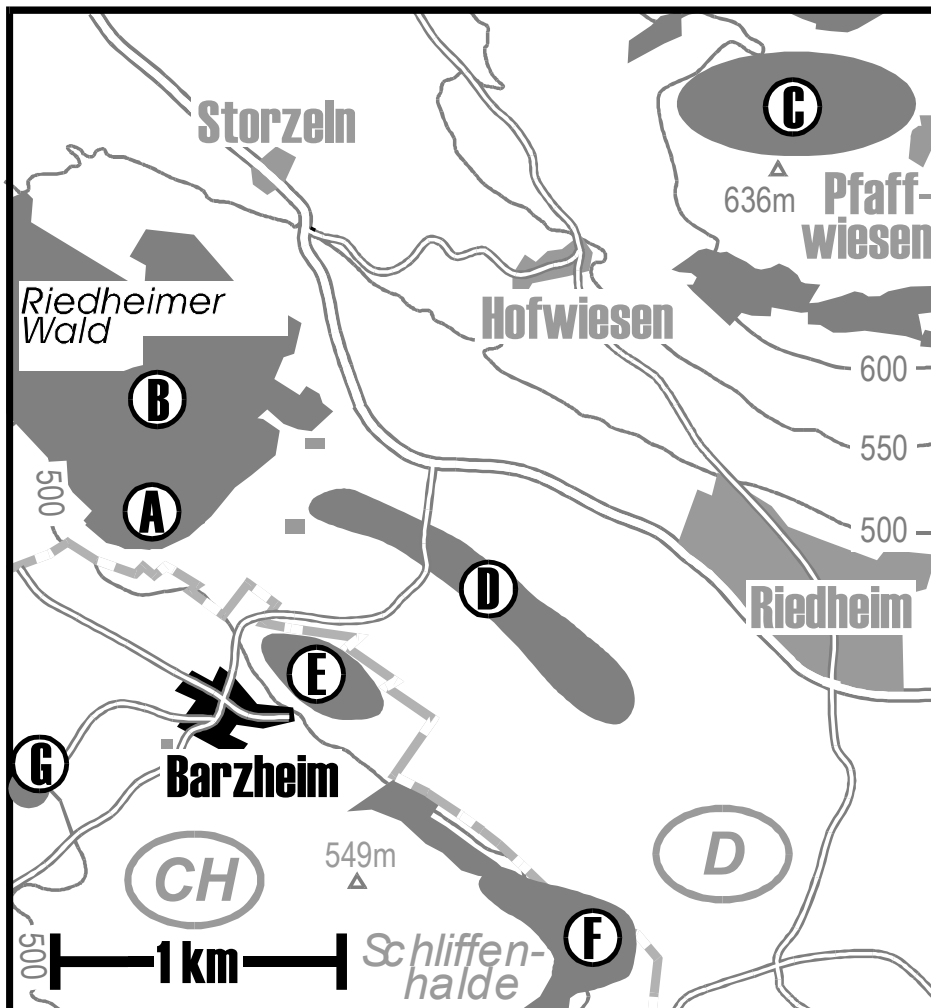 C
Storzeln
636m
Pfaff-
wiesen
Riedheimer
Wald
Hofwiesen
600
B
550
500
A
500
D
Riedheim
E
G
Barzheim
CH
549m
D
F
Schliffen-
halde
500
1 km